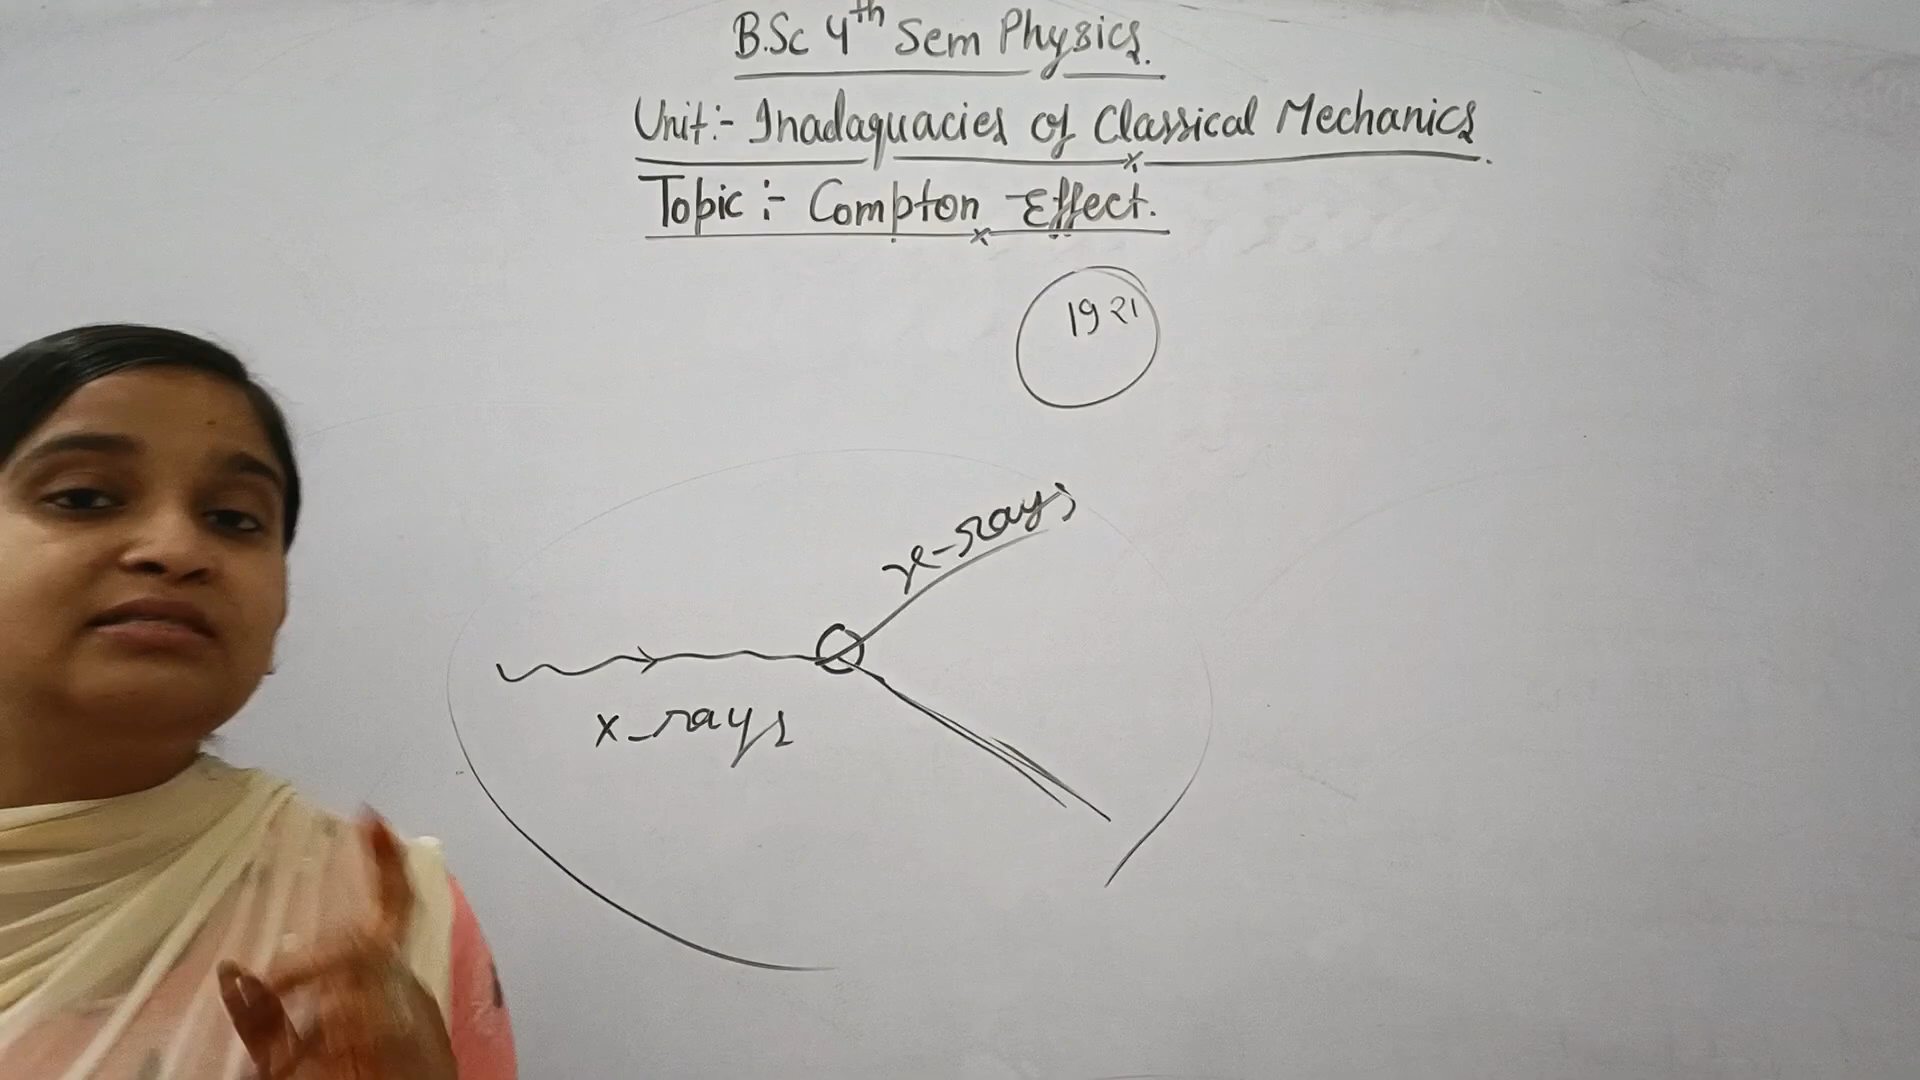 B.Sc 4th Sem Physics.
Unit:- Inadaquacies of Classical Mechanics
Topic :- Compton Effect.
1921
x-rays
x-rays